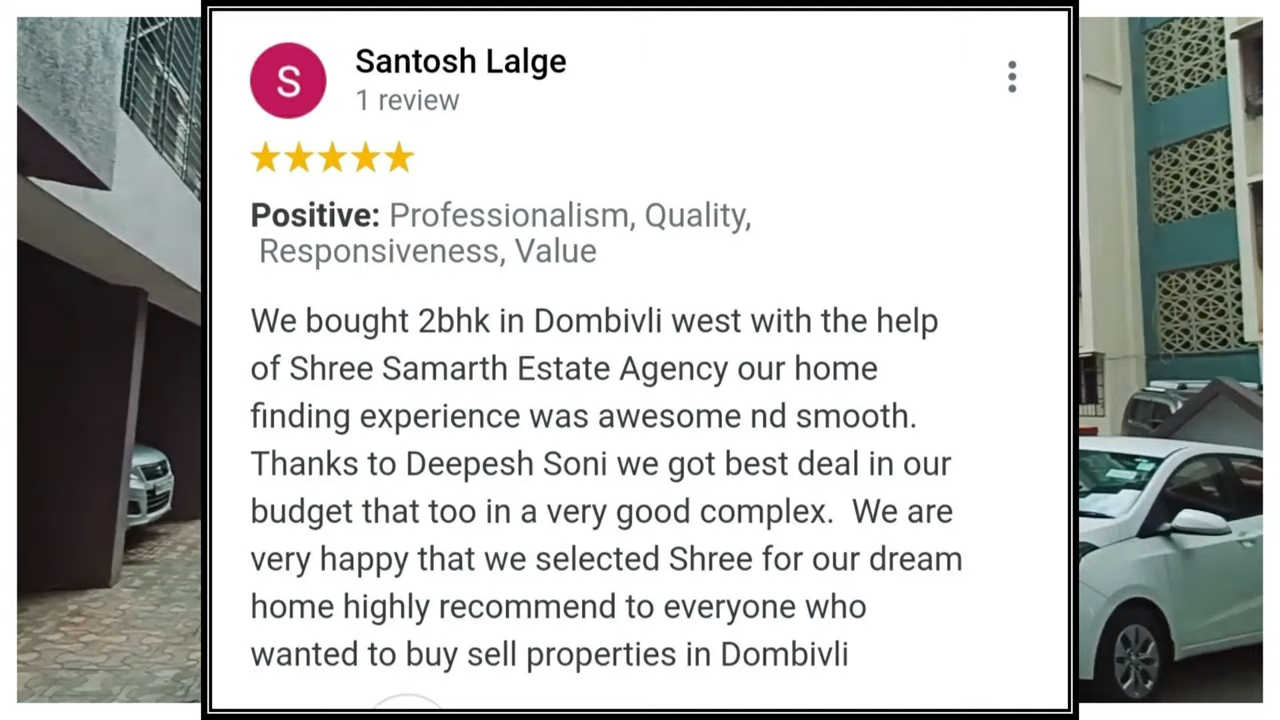 S
Santosh Lalge
1 review
Positive: Professionalism, Quality,
Responsiveness, Value
We bought 2bhk in Dombivli west with the help
of Shree Samarth Estate Agency our home
finding experience was awesome nd smooth.
Thanks to Deepesh Soni we got best deal in our
budget that too in a very good complex. We are
very happy that we selected Shree for our dream
home highly recommend to everyone who
wanted to buy sell properties in Dombivli